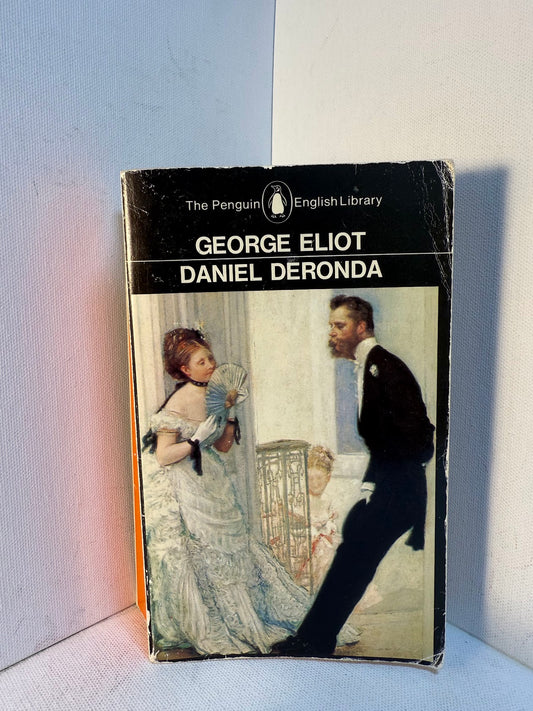 The Penguin English Library
GEORGE ELIOT
DANIEL DERONDA